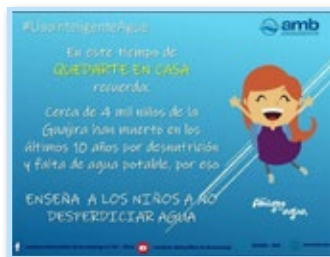 #UsoInteligenteAgua
amb
En este tiempo de
QUEDARTE EN CASA
recuerda:
Cerca de 4 mil niños de la
Guajira han muerto en los
últimos 10 años por desnutrición
y falta de agua potable, por eso
ENSEÑA A LOS NIÑOS A NO
DESPERDICIAR AGUA